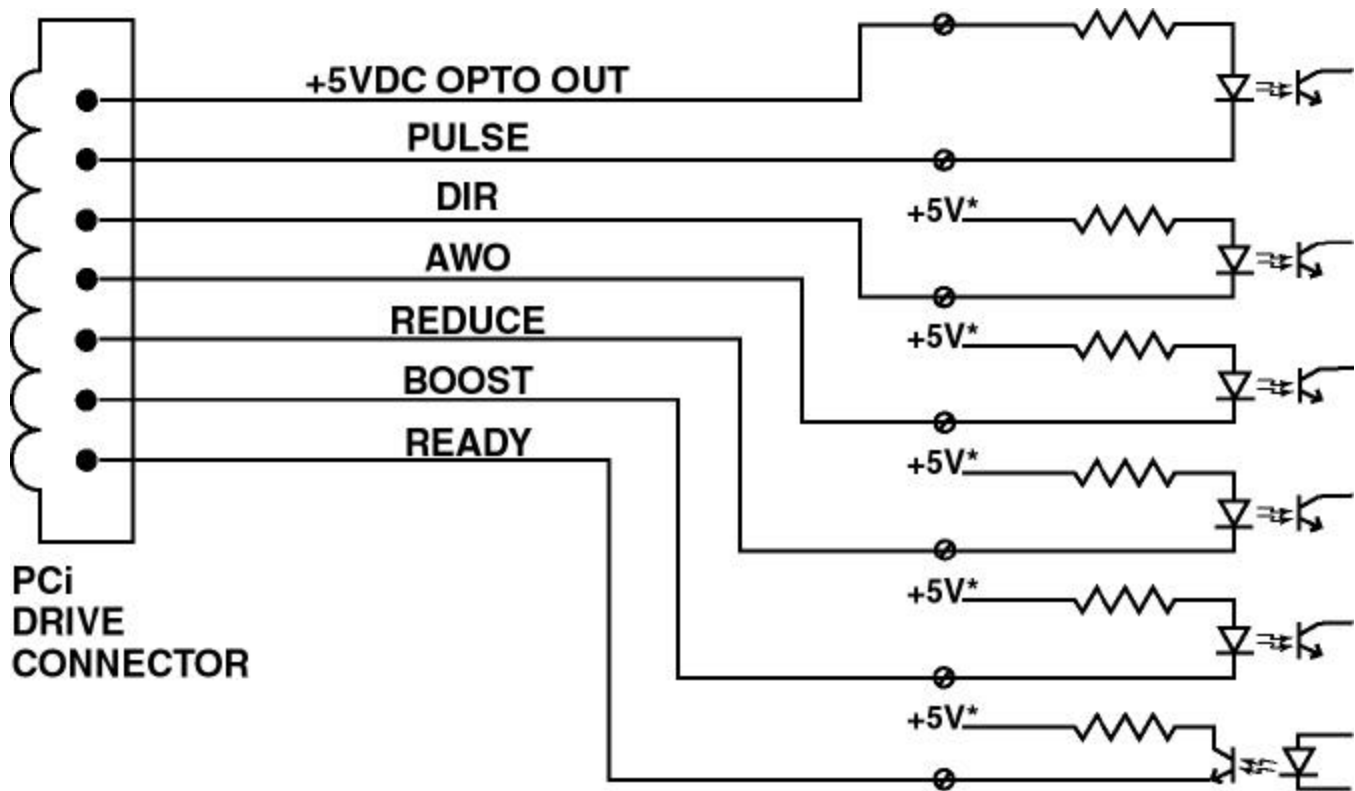 +5VDC OPTO OUT
PULSE
DIR
+5V*
AWO
REDUCE
+5V*
BOOST
READY
+5V*
+5V*
+5V*
PCi
DRIVE
CONNECTOR